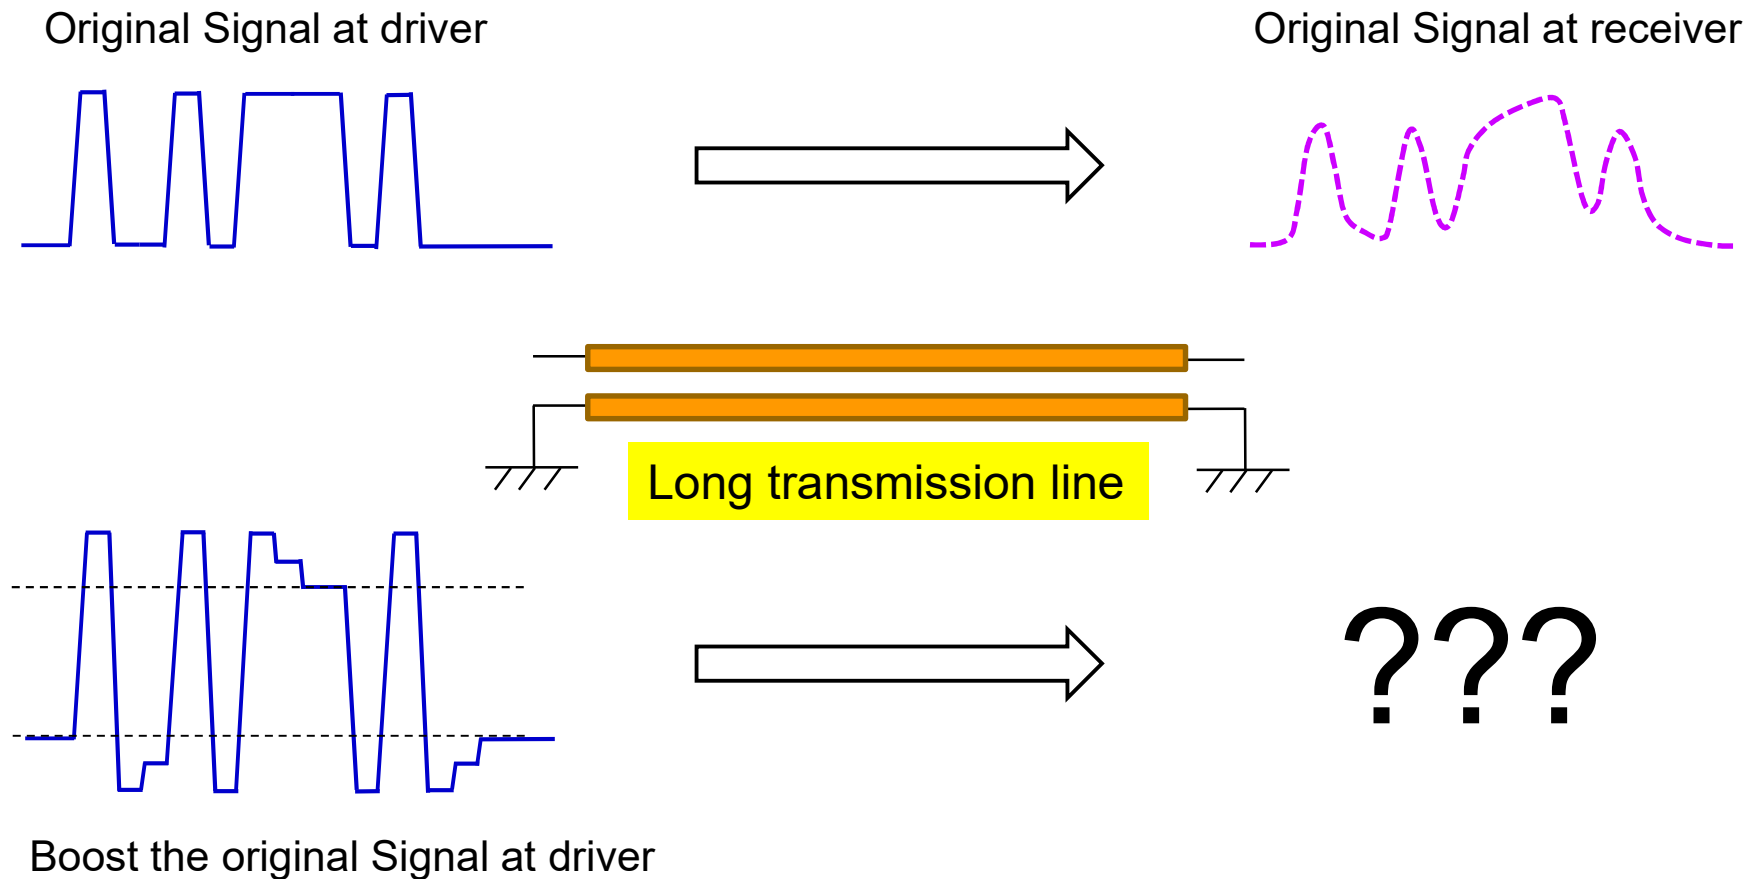 Original Signal at driver
Original Signal at receiver
Long transmission line
???
Boost the original Signal at driver